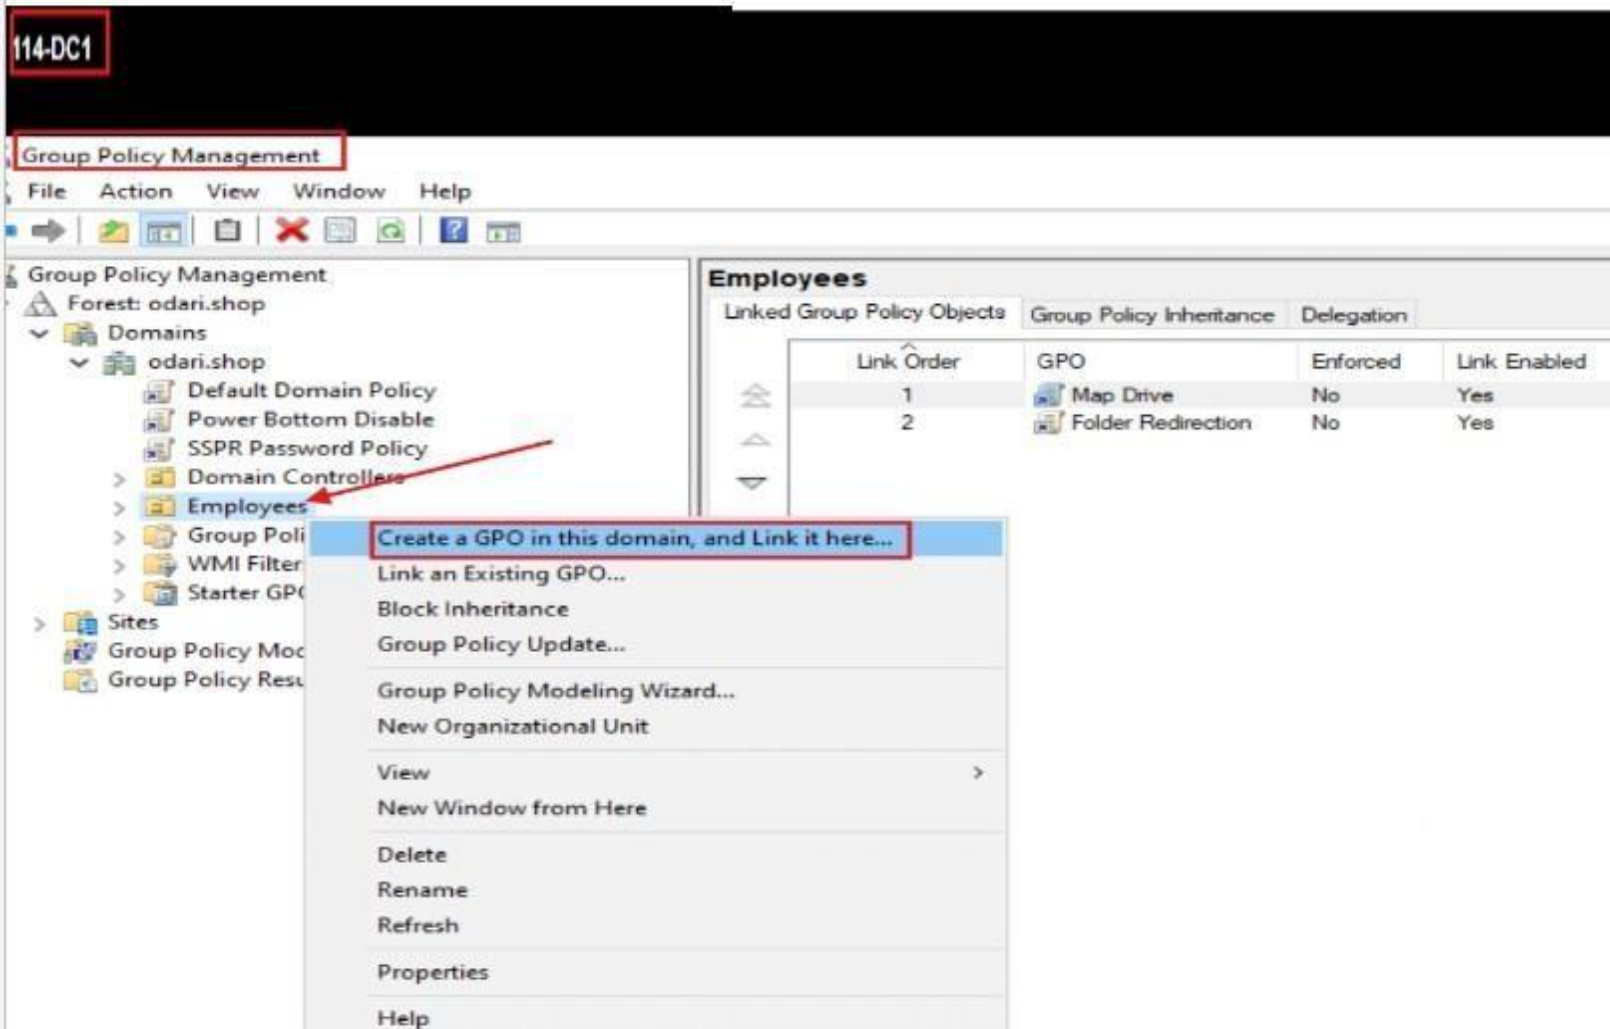 114-DC1
Group Policy Management
File Action View Window Help
Group Policy Management
Forest: odari.shop
Domains
odari.shop
Default Domain Policy
Power Bottom Disable
SSPR Password Policy
Domain Controllers
Employees
Group Poli
WMI Filter
Starter GPO
Sites
Group Policy Moc
Group Policy Resu
Employees
Linked Group Policy Objects Group Policy Inheritance Delegation
Link Order GPO Enforced Link Enabled
1 Map Drive No Yes
2 Folder Redirection No Yes
Create a GPO in this domain, and Link it here...
Link an Existing GPO...
Block Inheritance
Group Policy Update...
Group Policy Modeling Wizard...
New Organizational Unit
View
New Window from Here
Delete
Rename
Refresh
Properties
Help